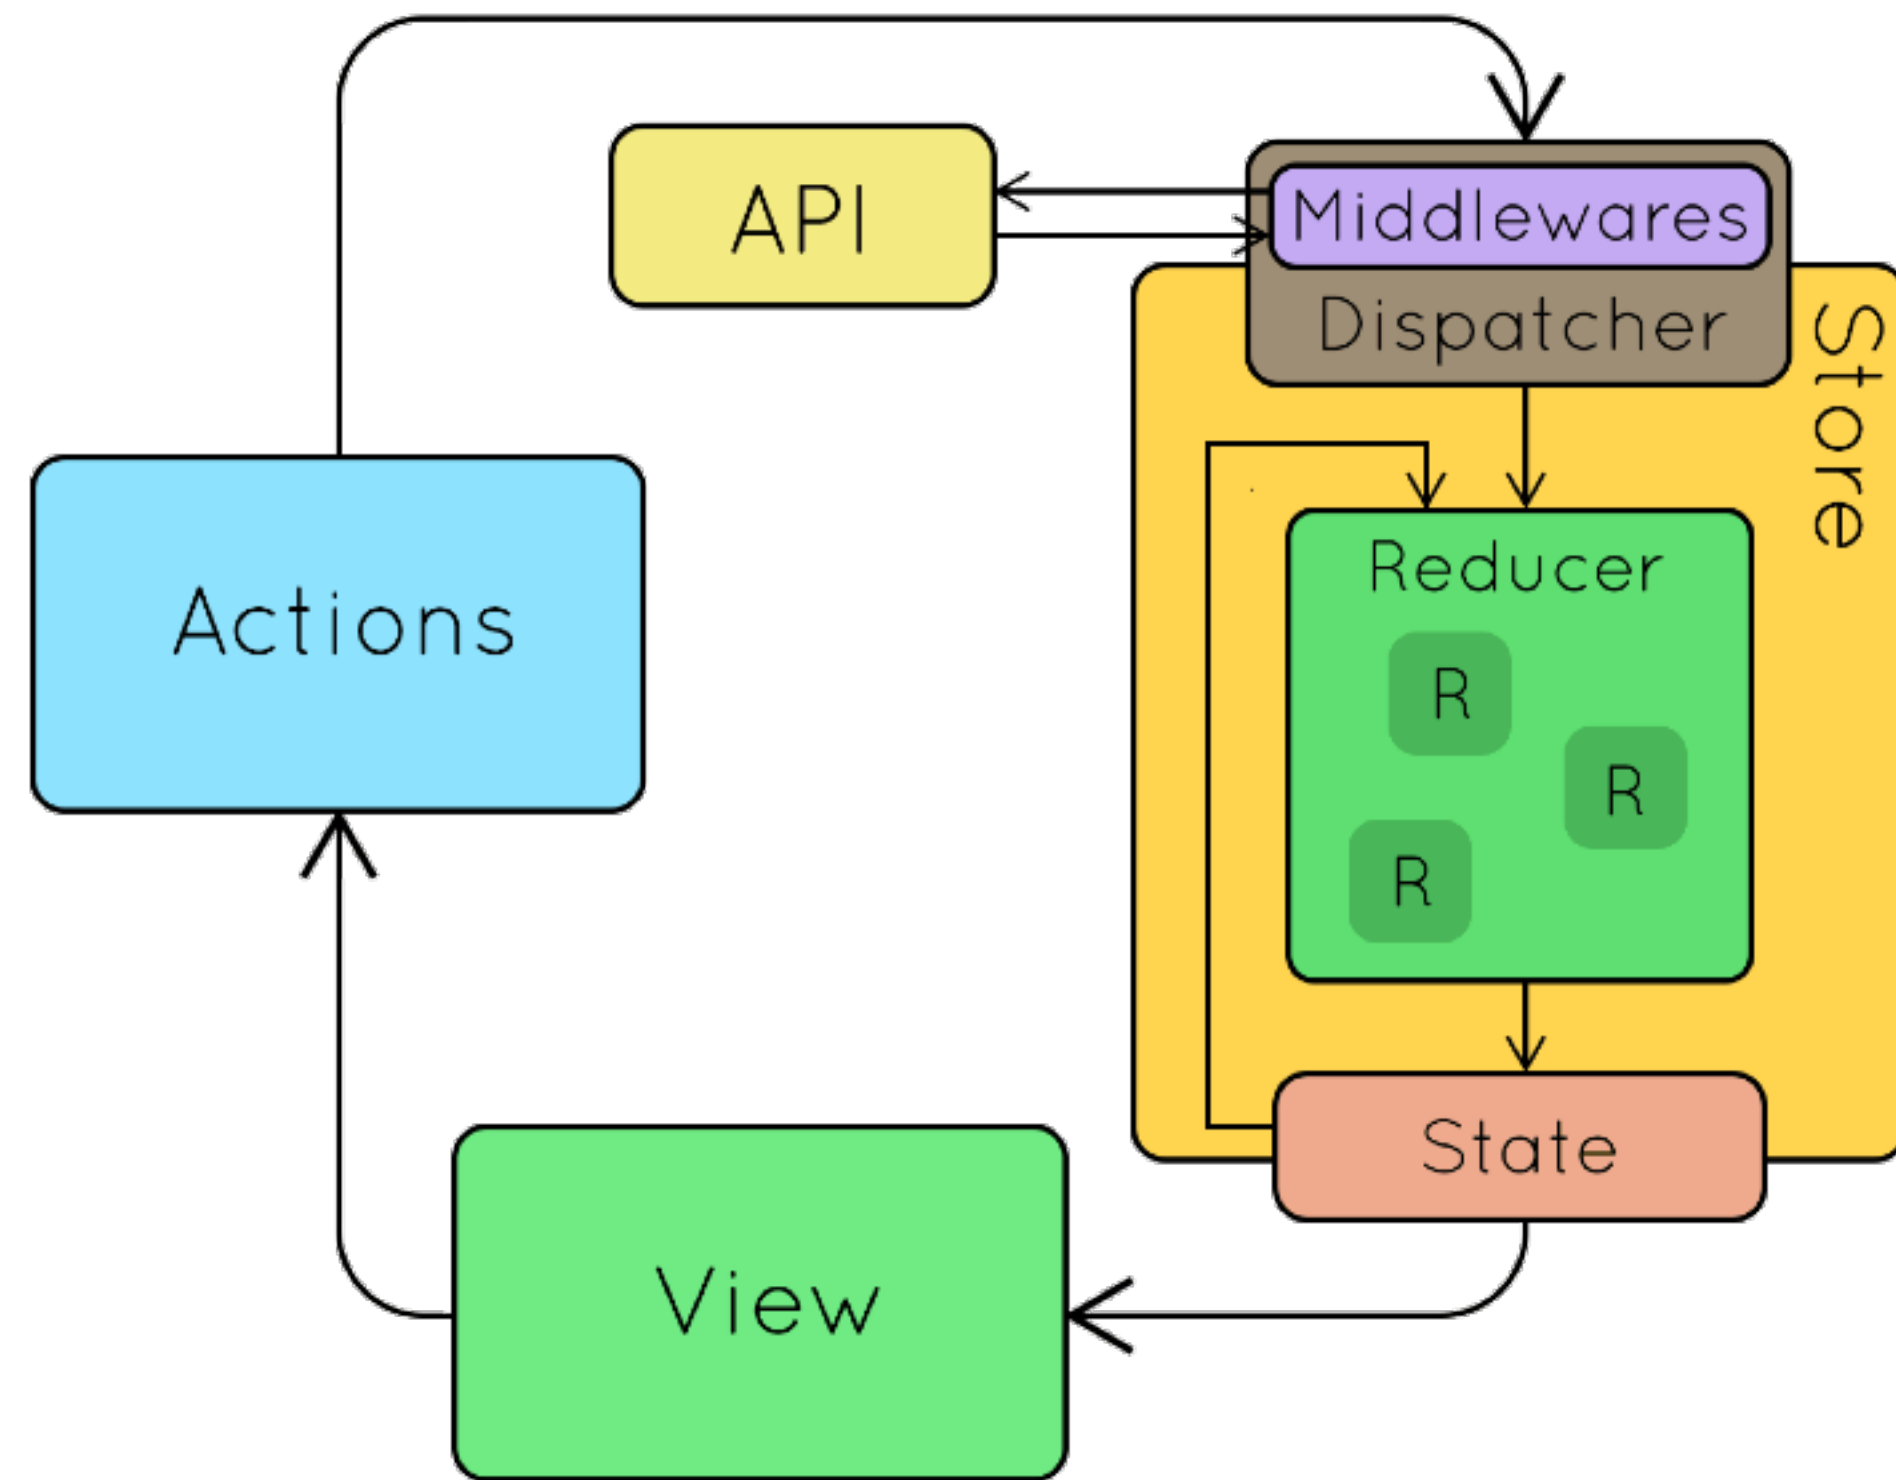 API
Middlewares
Dispatcher
Store
Actions
Reducer
R
R
R
State
View